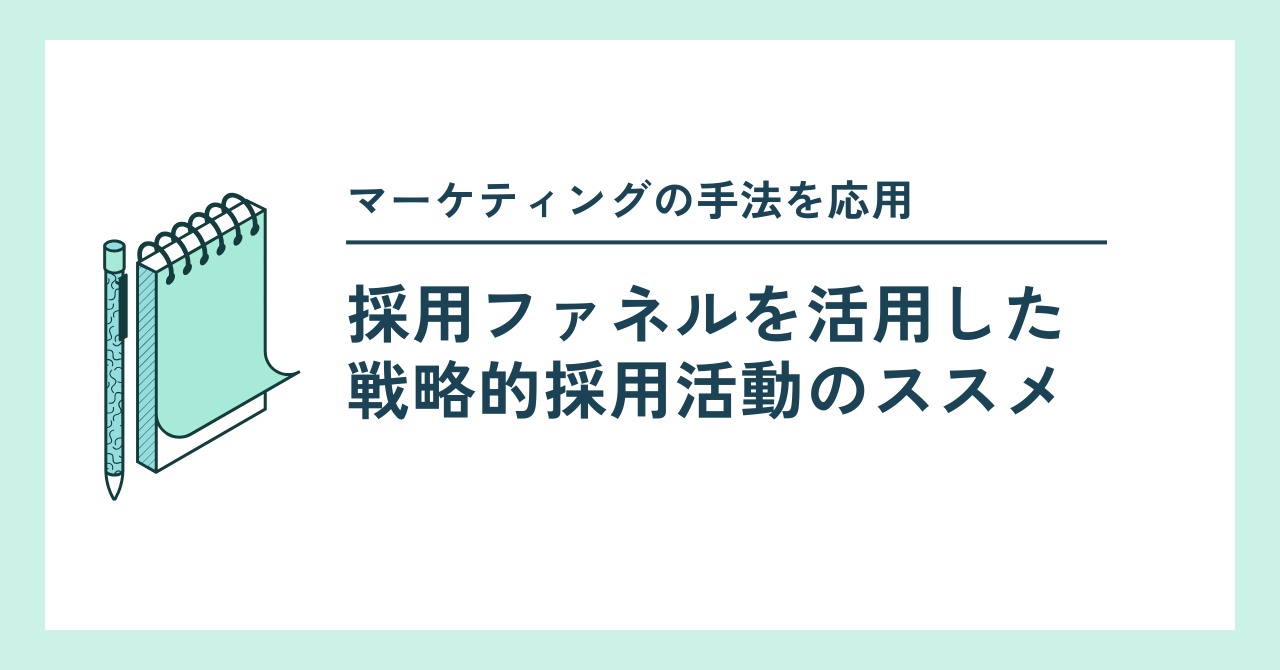 マーケティングの手法を応用
採用ファネルを活用した
戦略的採用活動のススメ